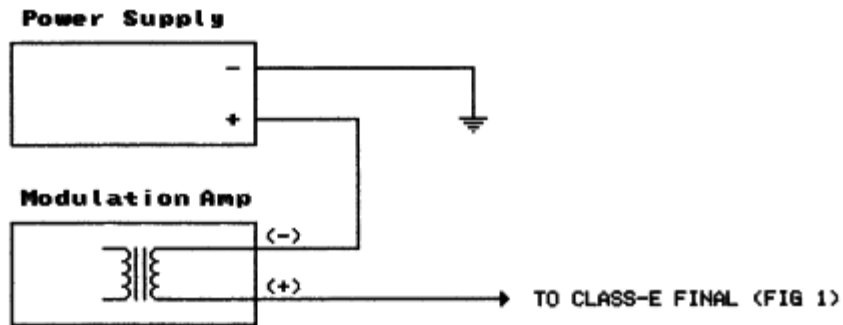 Power Supply
-
+
Modulation Amp
(-)
(+)
TO CLASS-E FINAL (FIG 1)